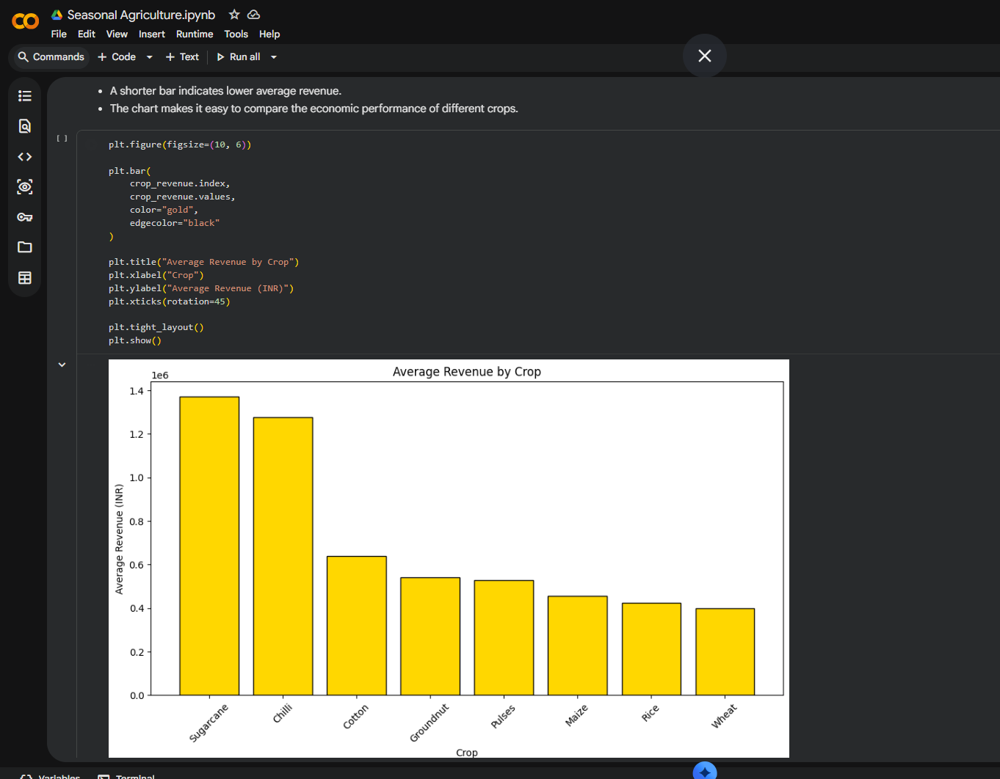 Seasonal Agriculture.ipynb
File Edit View Insert Runtime Tools Help
Commands + Code + Text Run all
• A shorter bar indicates lower average revenue.
• The chart makes it easy to compare the economic performance of different crops.
[ ]
plt.figure(figsize=(10, 6))
plt.bar(
    crop_revenue.index,
    crop_revenue.values,
    color="gold",
    edgecolor="black"
)
plt.title("Average Revenue by Crop")
plt.xlabel("Crop")
plt.ylabel("Average Revenue (INR)")
plt.xticks(rotation=45)
plt.tight_layout()
plt.show()
Average Revenue by Crop
1e6
1.4
1.2
1.0
0.8
0.6
0.4
0.2
0.0
Average Revenue (INR)
Sugarcane Chilli Cotton Groundnut Pulses Maize Rice Wheat
Crop
Variables Terminal